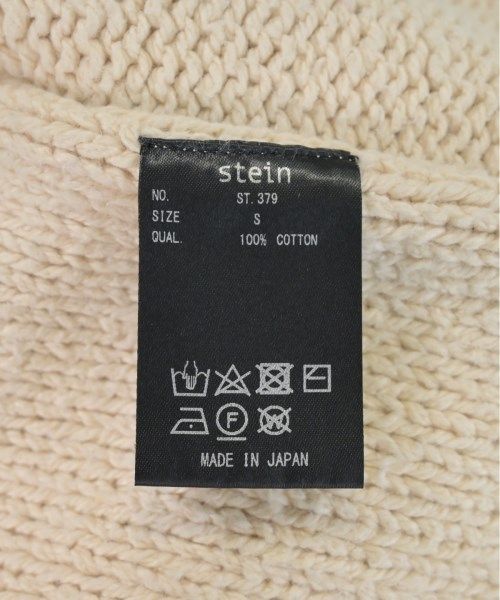 stein
NO. ST.379
SIZE S
QUAL. 100% COTTON
F W
MADE IN JAPAN